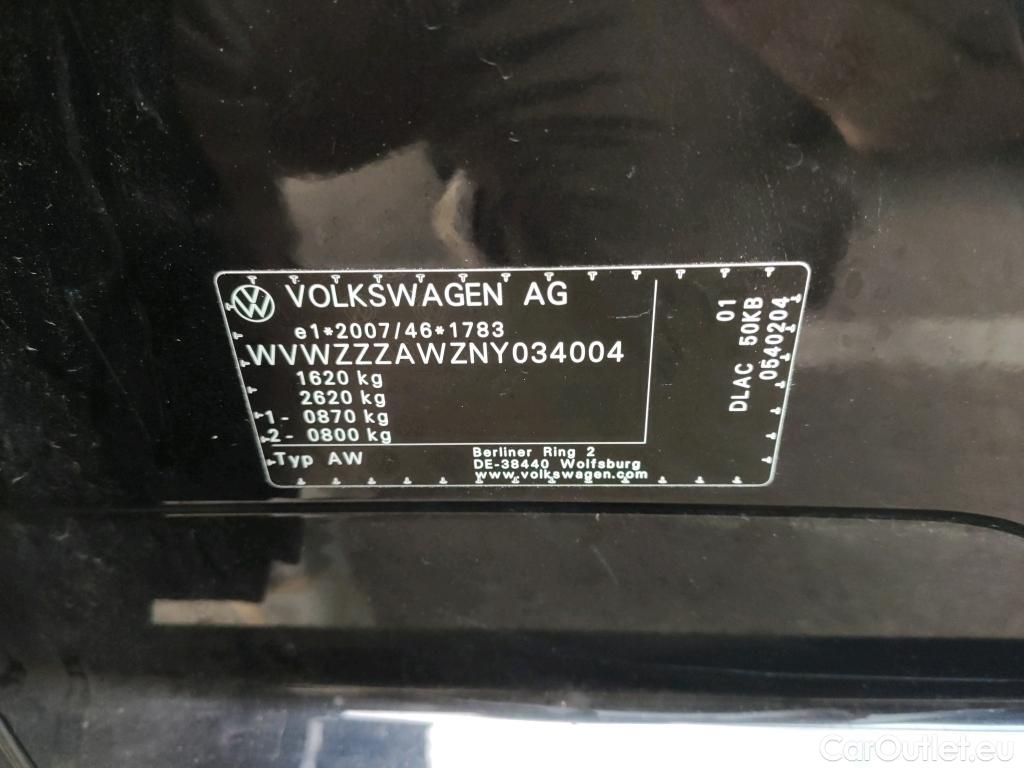 VOLKSWAGEN AG
e1*2007/46*1783
WVWZZZAWZNY034004
1620 kg
2620 kg
1- 0870 kg
2- 0800 kg
Typ AW
Berliner Ring 2
DE-38440 Wolfsburg
www.volkswagen.com
01
DLAC 50KB
0540204
CarOutlet.eu